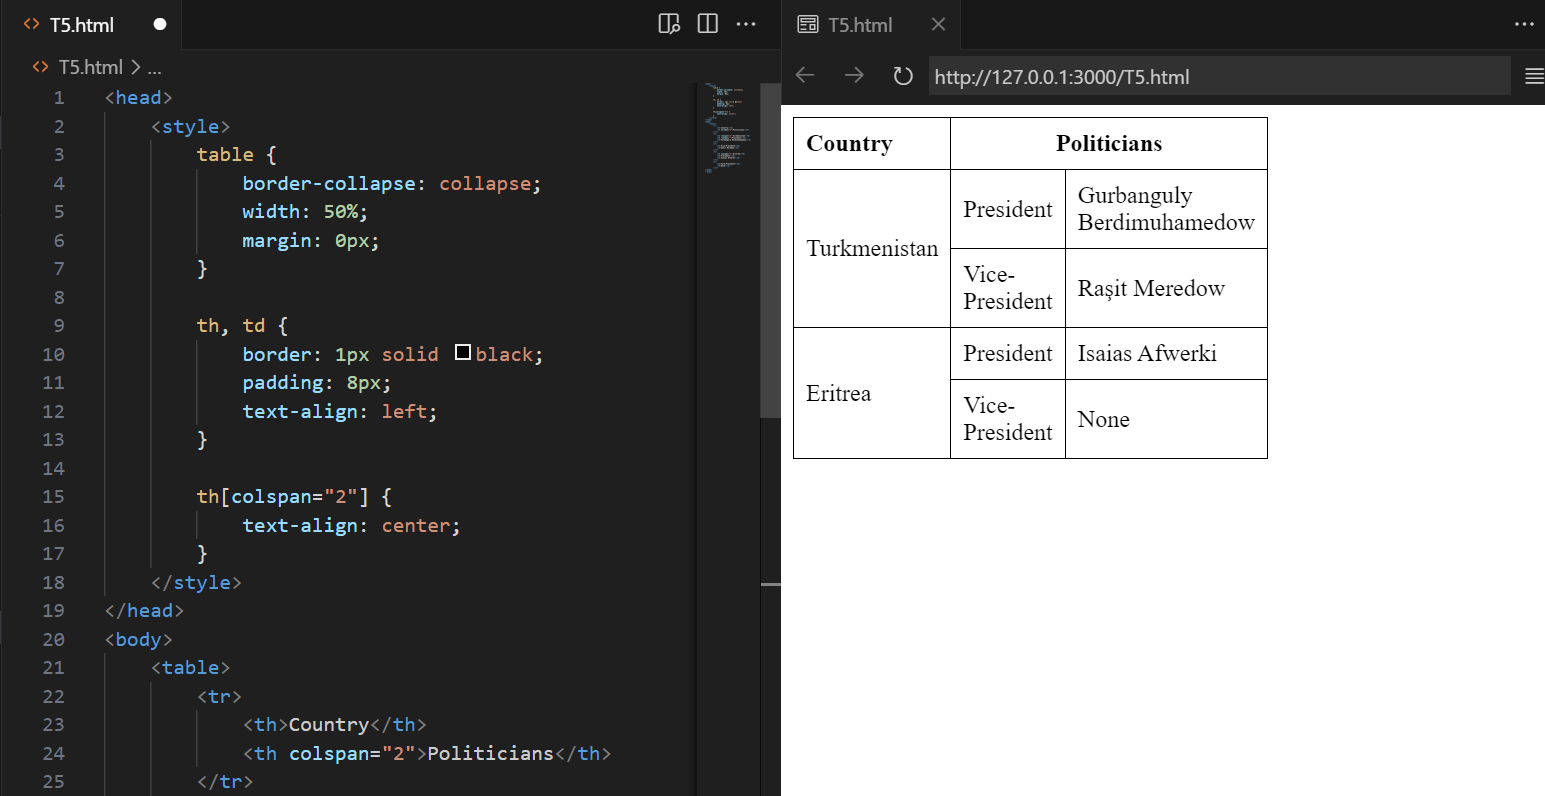 T5.html
T5.html > ...
1 <head>
2 <style>
3 table {
4 border-collapse: collapse;
5 width: 50%;
6 margin: 0px;
7 }
8
9 th, td {
10 border: 1px solid black;
11 padding: 8px;
12 text-align: left;
13 }
14
15 th[colspan="2"] {
16 text-align: center;
17 }
18 </style>
19 </head>
20 <body>
21 <table>
22 <tr>
23 <th>Country</th>
24 <th colspan="2">Politicians</th>
25 </tr>
T5.html
http://127.0.0.1:3000/T5.html
Country Politicians
Turkmenistan
President
Gurbanguly
Berdimuhamedow
Vice-
President
Raşit Meredow
Eritrea
President
Isaias Afwerki
Vice-
President
None